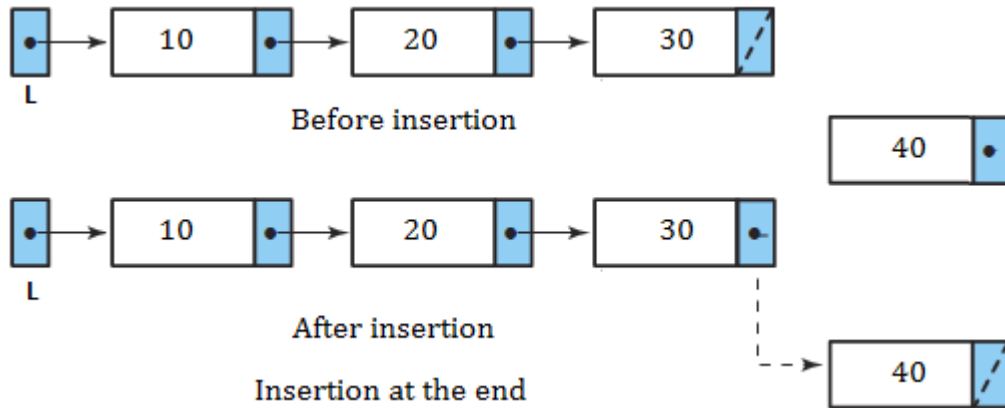 10 20 30
L
Before insertion
40
10 20 30
L
After insertion
40
Insertion at the end